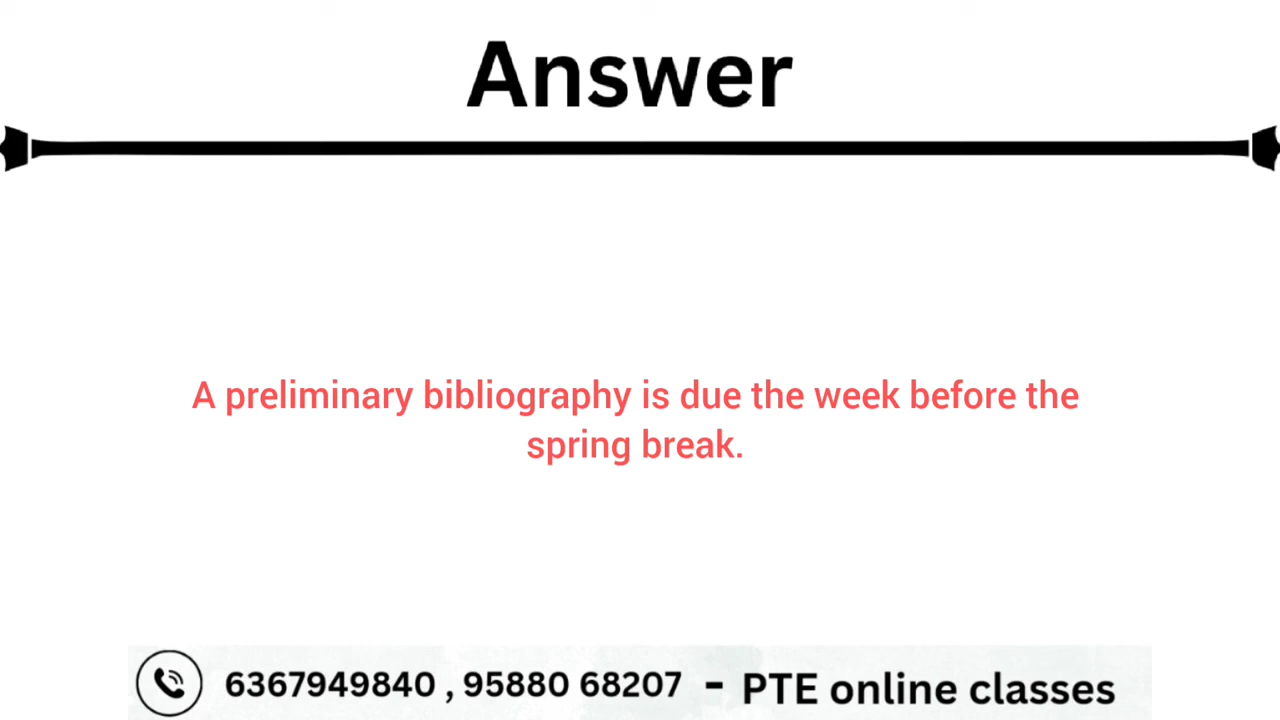 Answer
A preliminary bibliography is due the week before the
spring break.
6367949840 , 95880 68207 - PTE online classes